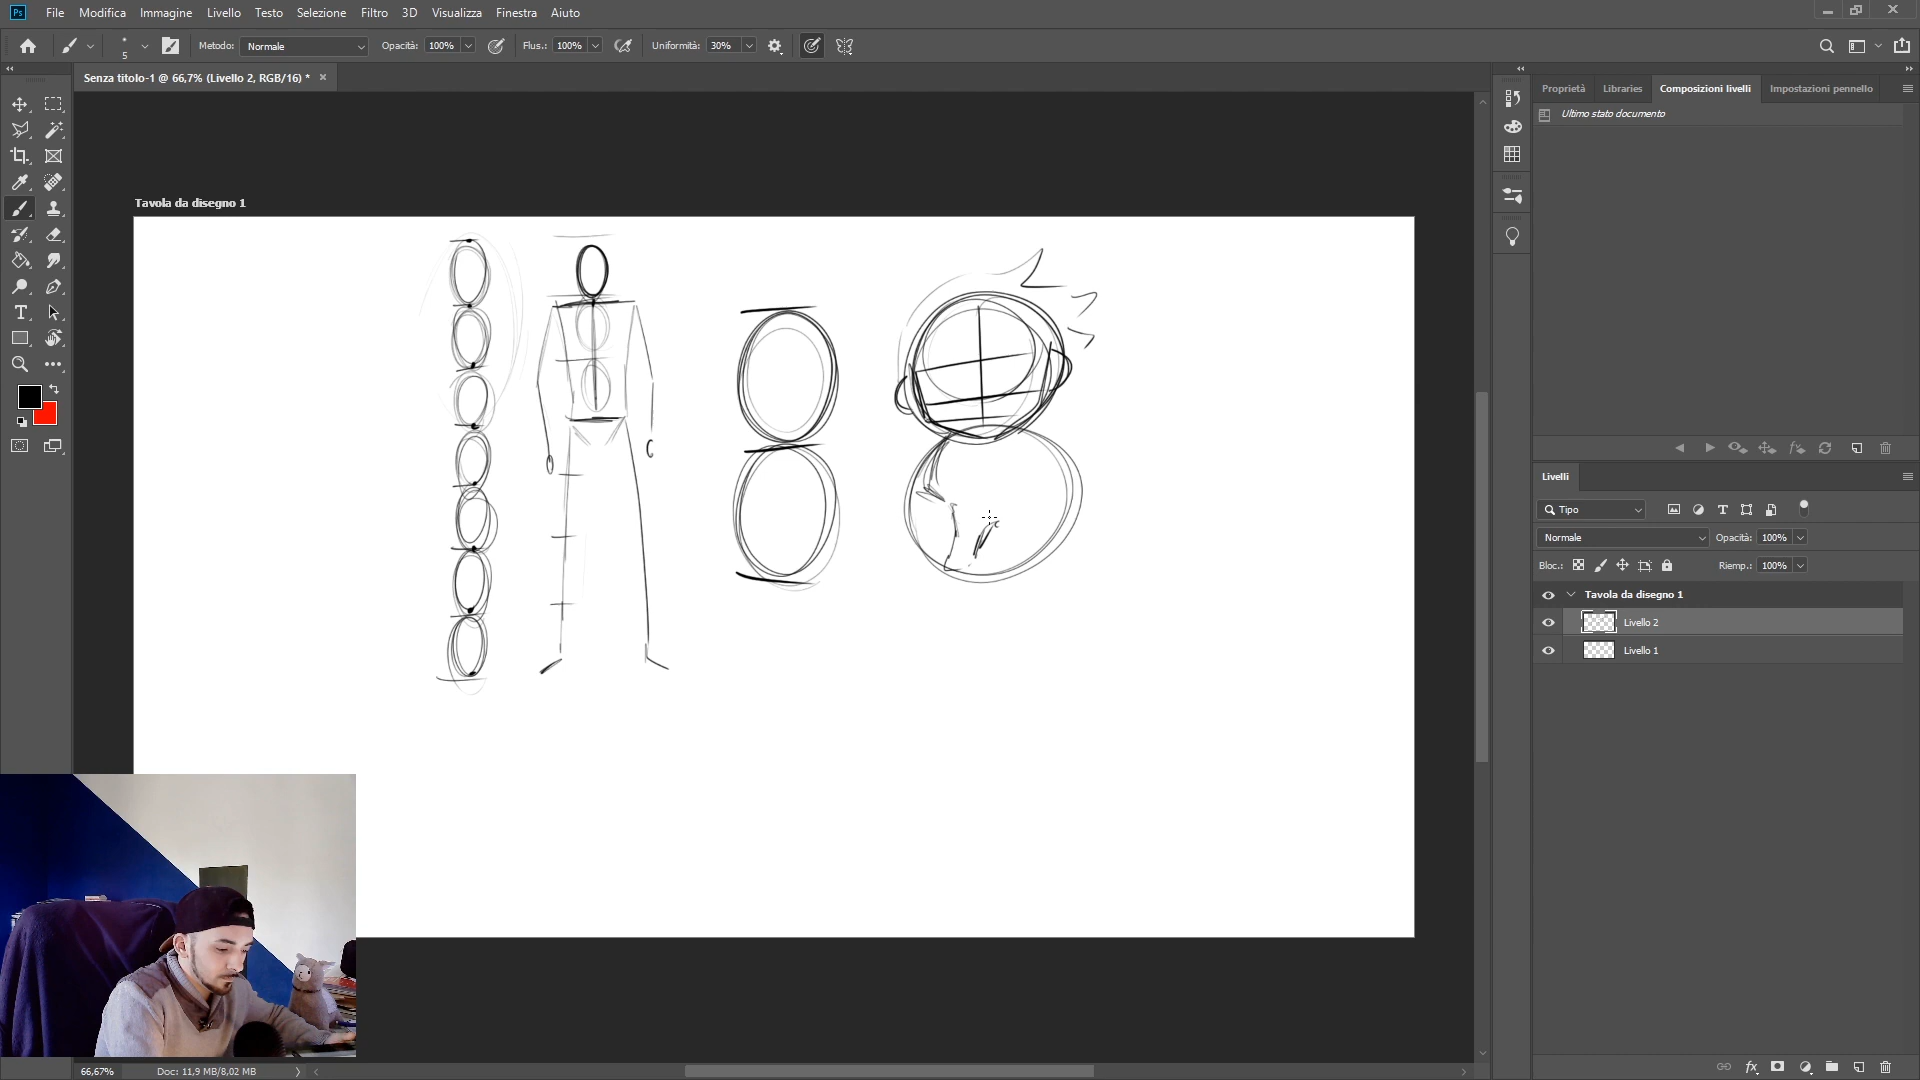 Ps File Modifica Immagine Livello Testo Selezione Filtro 3D Visualizza Finestra Aiuto
5 Metodo: Normale Opacità: 100% Flus.: 100% Uniformità: 30%
Senza titolo-1 @ 66,7% (Livello 2, RGB/16) *
Proprietà Libraries Composizioni livelli Impostazioni pennello
Ultimo stato documento
Tavola da disegno 1
Livelli
Tipo
Normale Opacità: 100%
Bloc.: Riemp.: 100%
Tavola da disegno 1
Livello 2
Livello 1
66,67% Doc: 11,9 MB/8,02 MB